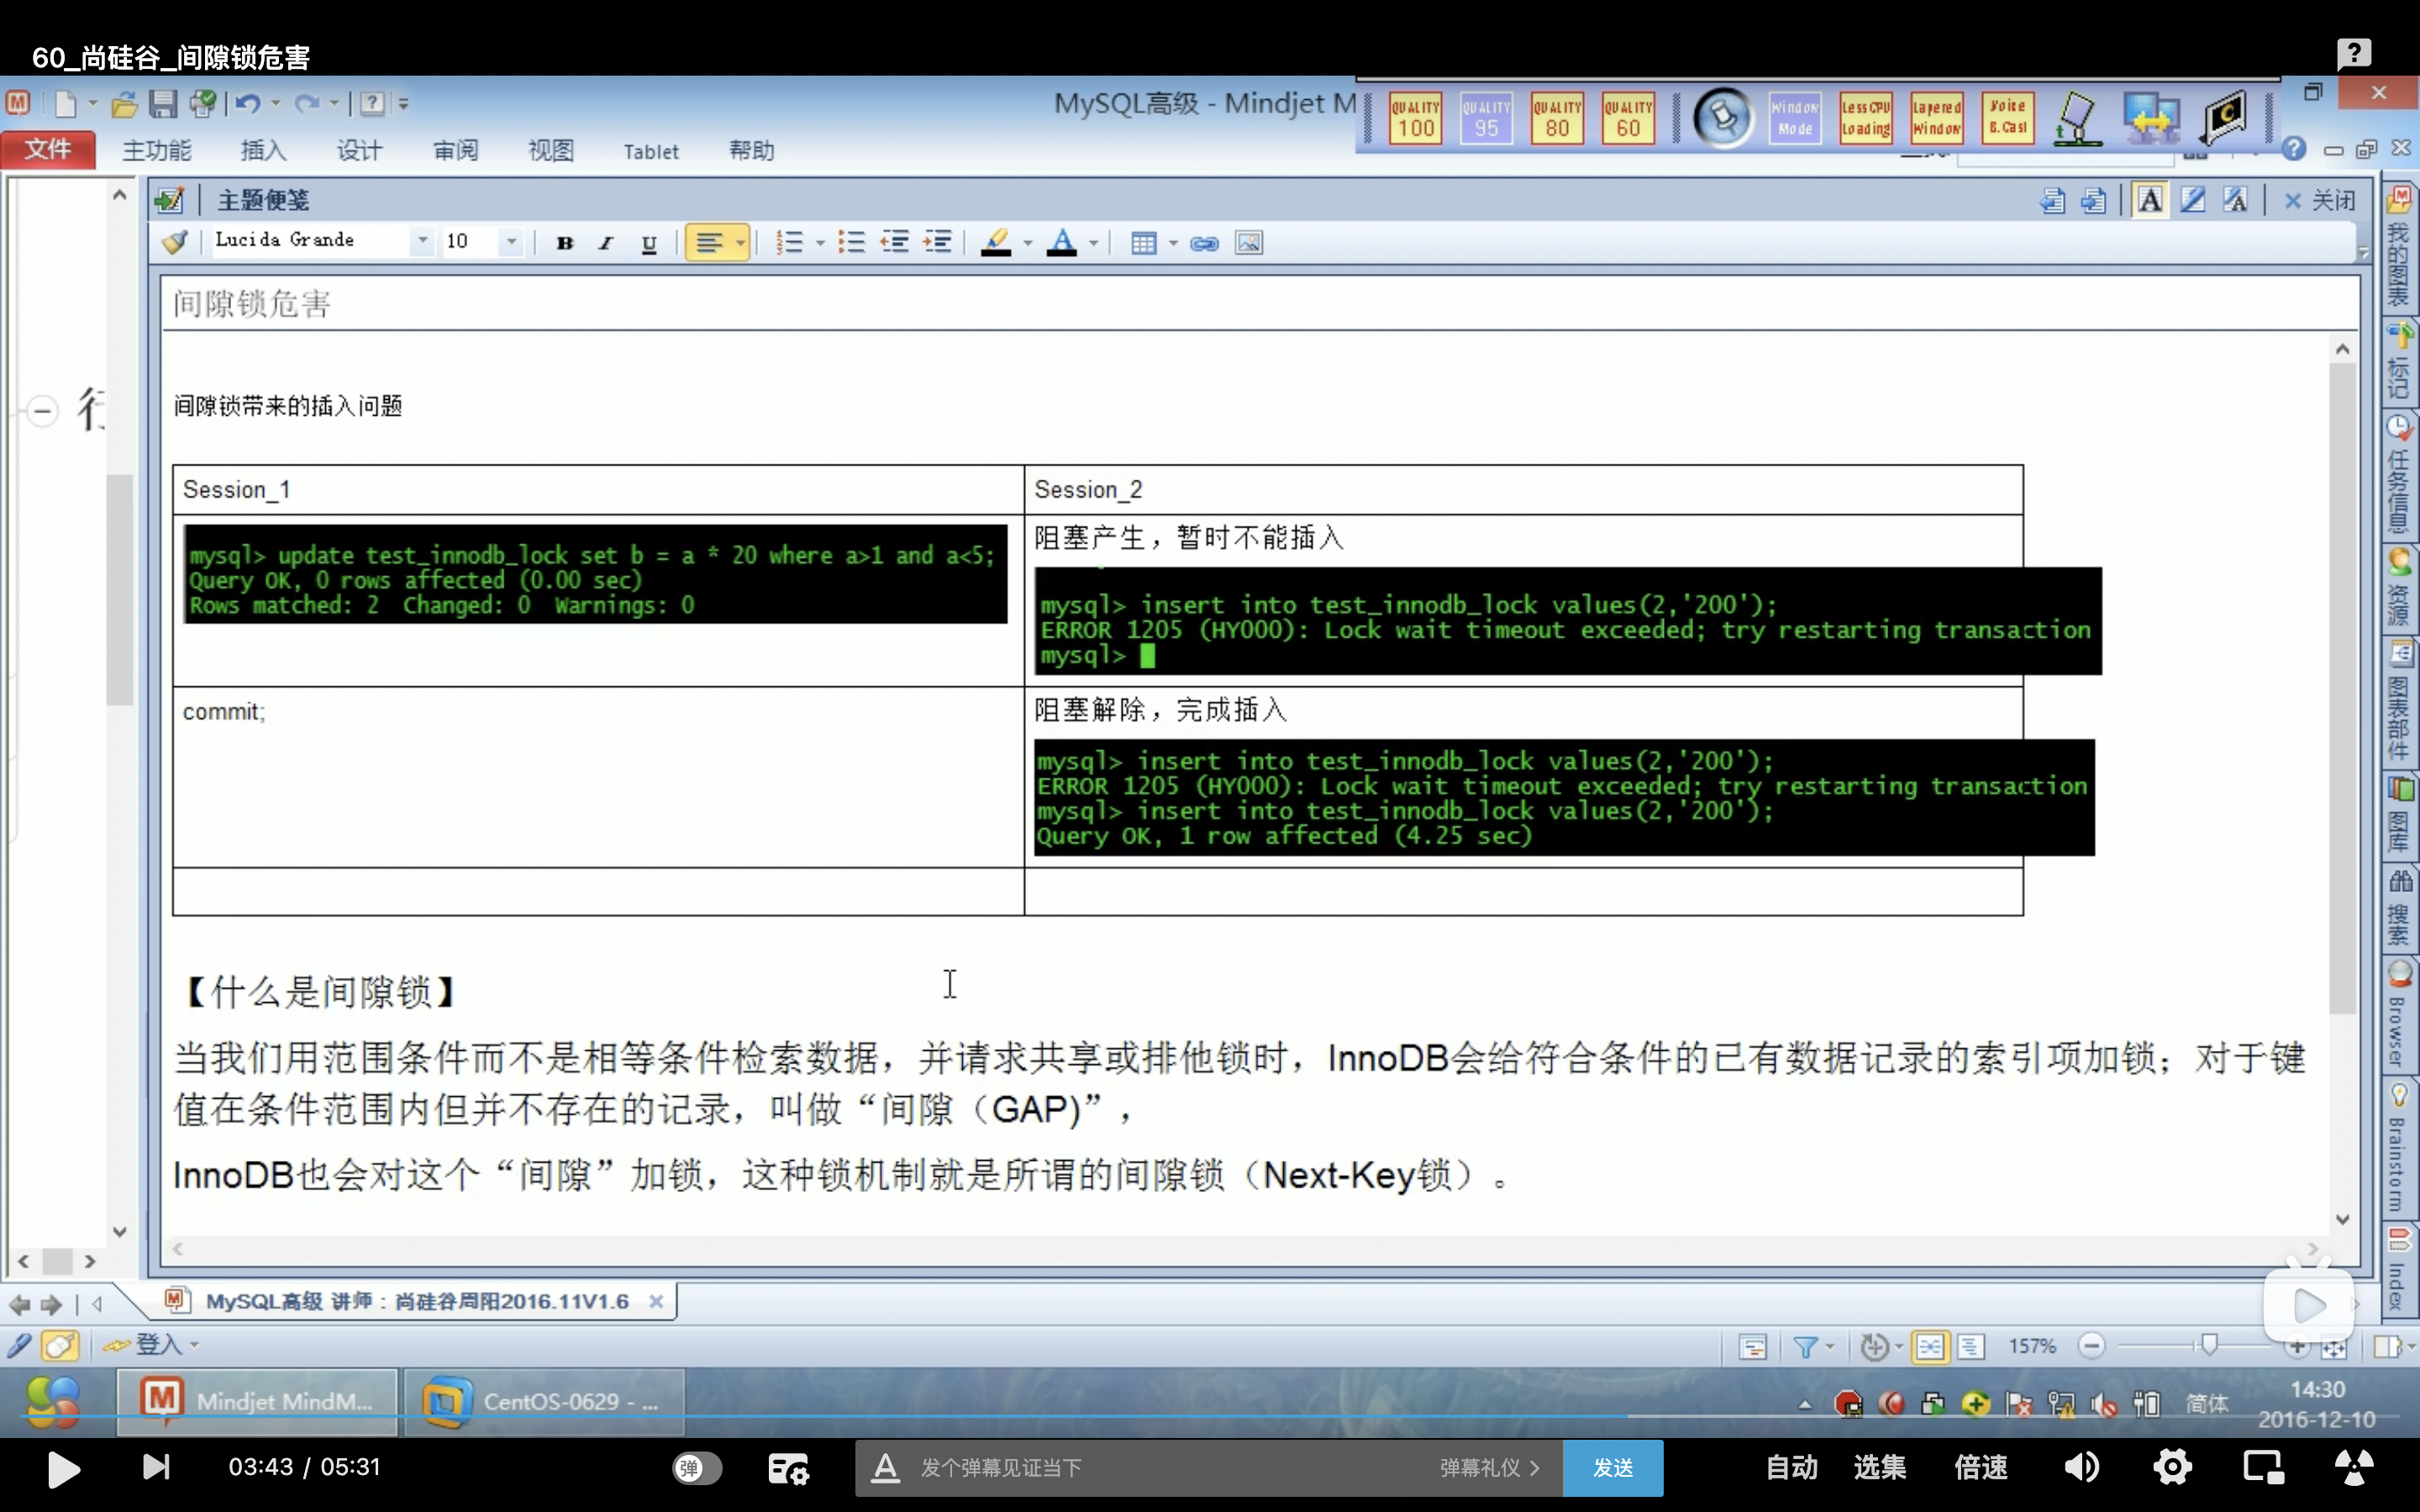 60_尚硅谷_间隙锁危害
MySQL高级 - Mindjet M
QUALITY 100
QUALITY 95
QUALITY 80
QUALITY 60
Window Mode
Less CPU Loading
Layered Window
Voice B.Cast
文件 主功能 插入 设计 审阅 视图 Tablet 帮助
主题便笺
关闭
Lucida Grande 10 B I U
间隙锁危害
行
间隙锁带来的插入问题
Session_1
Session_2
mysql> update test_innodb_lock set b = a * 20 where a>1 and a<5;
Query OK, 0 rows affected (0.00 sec)
Rows matched: 2 Changed: 0 Warnings: 0
阻塞产生，暂时不能插入
mysql> insert into test_innodb_lock values(2,'200');
ERROR 1205 (HY000): Lock wait timeout exceeded; try restarting transaction
mysql>
commit;
阻塞解除，完成插入
mysql> insert into test_innodb_lock values(2,'200');
ERROR 1205 (HY000): Lock wait timeout exceeded; try restarting transaction
mysql> insert into test_innodb_lock values(2,'200');
Query OK, 1 row affected (4.25 sec)
【什么是间隙锁】
当我们用范围条件而不是相等条件检索数据，并请求共享或排他锁时，InnoDB会给符合条件的已有数据记录的索引项加锁；对于键
值在条件范围内但并不存在的记录，叫做“间隙（GAP)”，
InnoDB也会对这个“间隙”加锁，这种锁机制就是所谓的间隙锁（Next-Key锁）。
我的图表
标记
任务信息
资源
图表部件
图库
搜索
Browser
Brainstorm
Index
MySQL高级 讲师：尚硅谷周阳2016.11V1.6
登入
157%
Mindjet MindM...
CentOS-0629 - ...
简体
14:30
2016-12-10
03:43 / 05:31
弹
发个弹幕见证当下
弹幕礼仪
发送
自动
选集
倍速